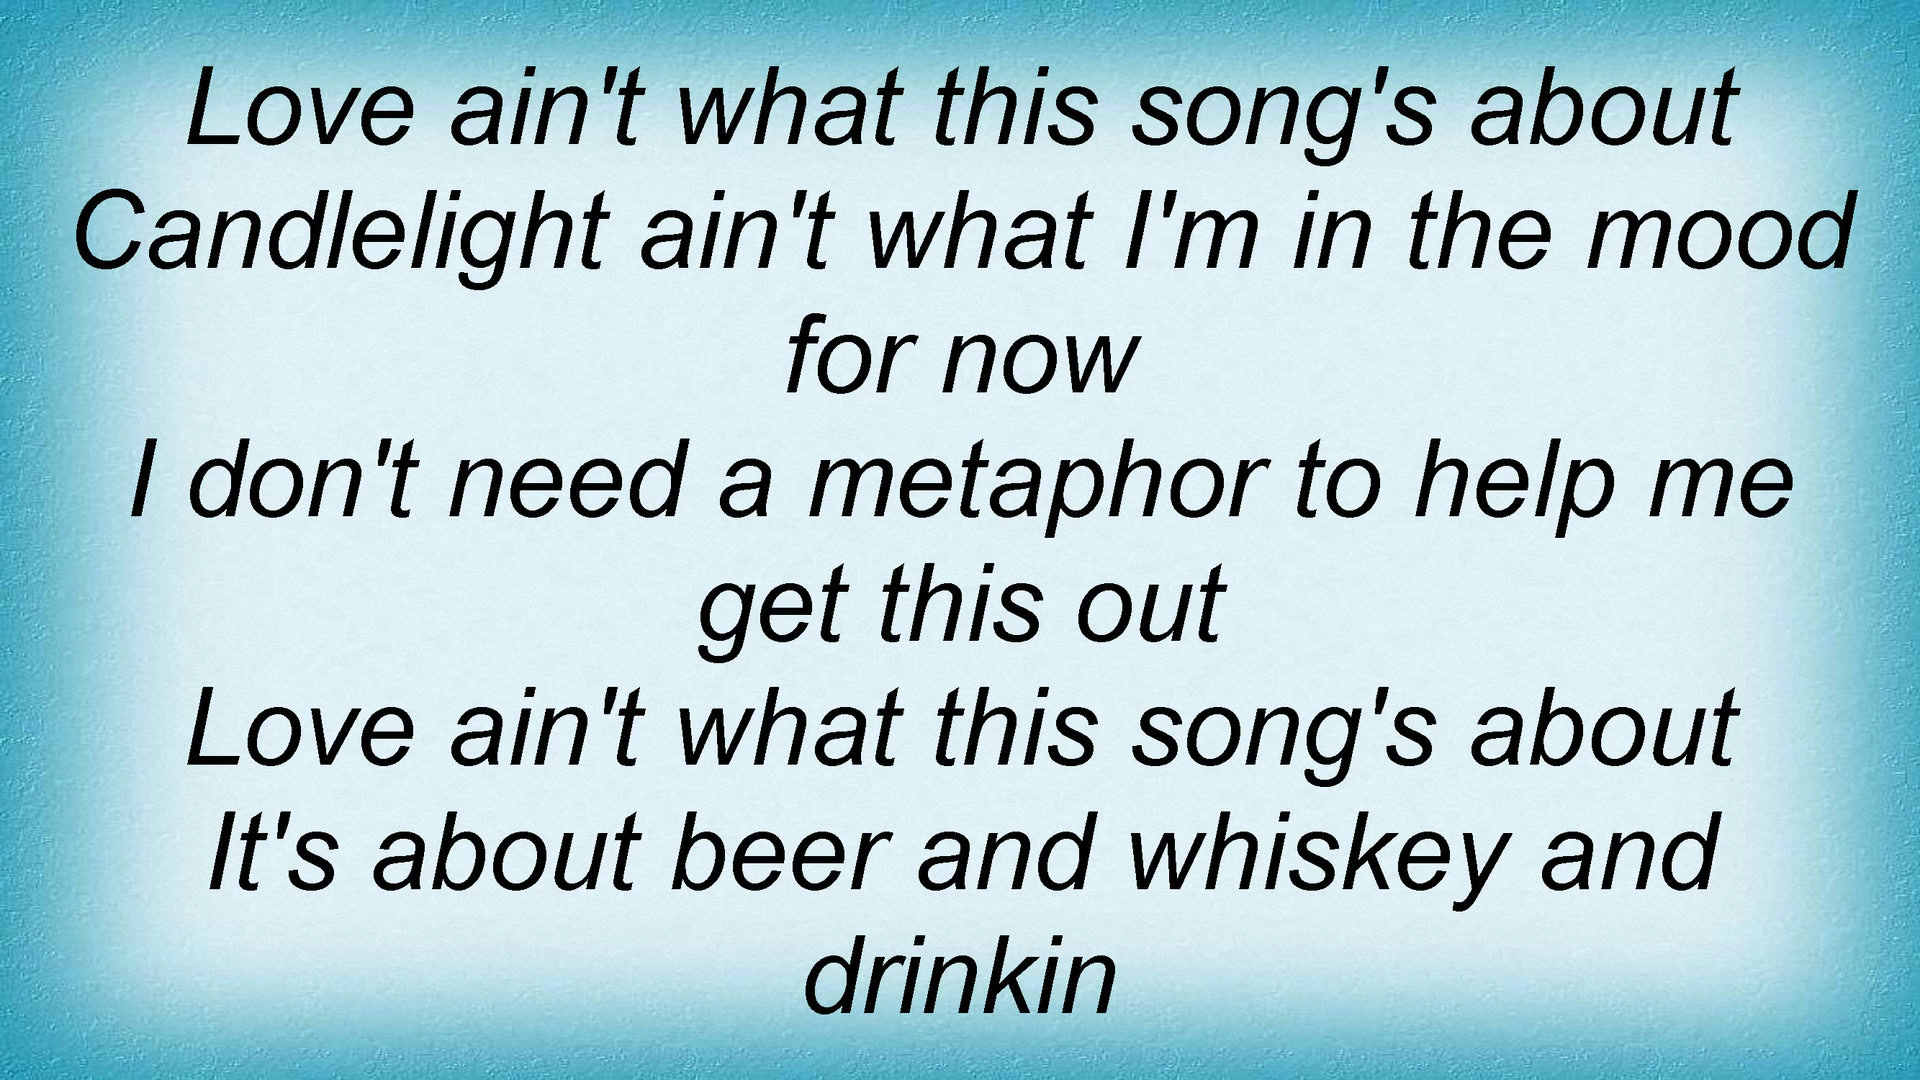 Love ain't what this song's about
Candlelight ain't what I'm in the mood
for now
I don't need a metaphor to help me
get this out
Love ain't what this song's about
It's about beer and whiskey and
drinkin